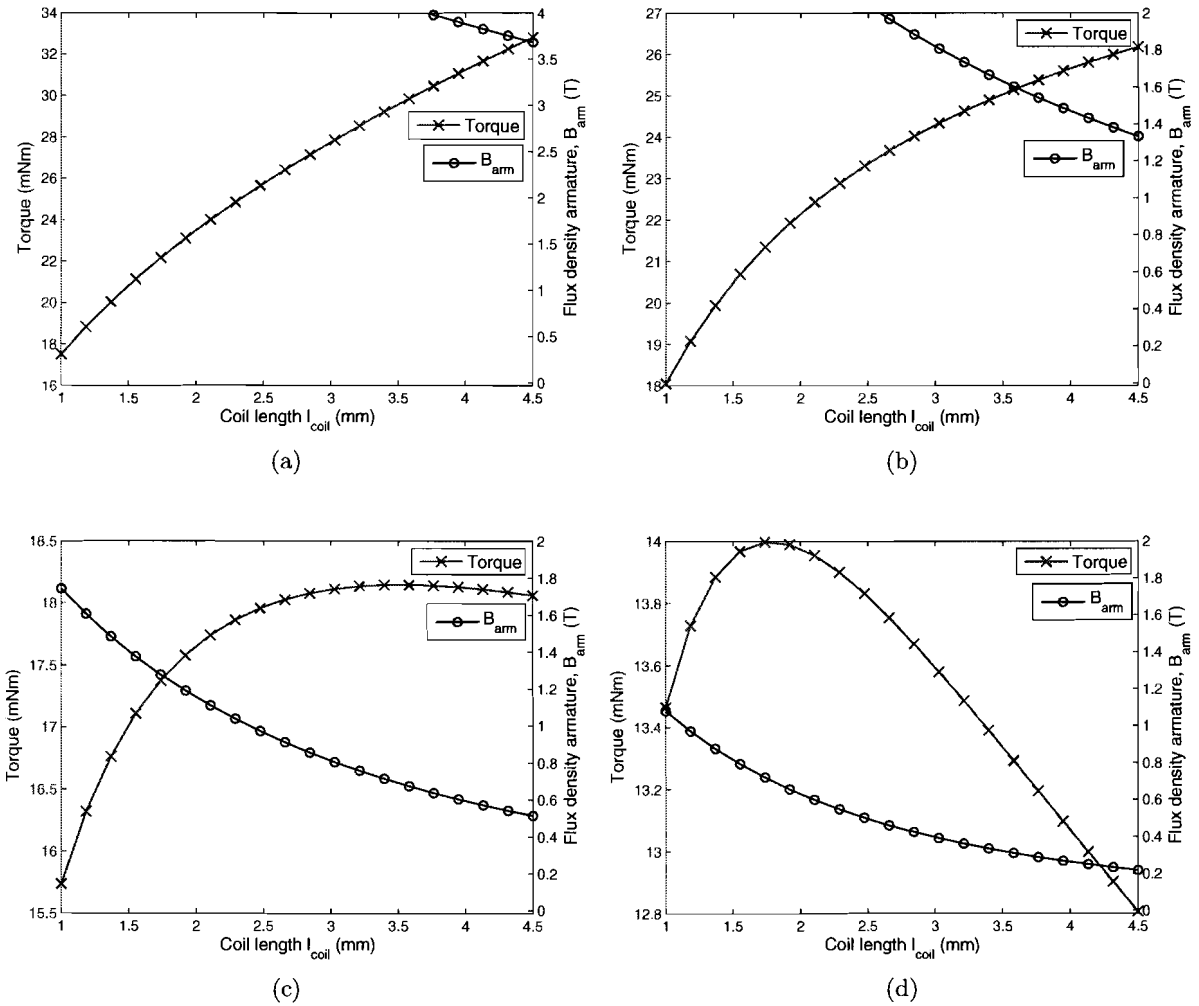 34
32
30
28
26
24
22
20
18
16
Torque (mNm)
4
3.5
3
2.5
2
1.5
1
0.5
0
Flux density armature, B_arm (T)
Torque
B_arm
1 1.5 2 2.5 3 3.5 4 4.5
Coil length l_coil (mm)
(a)
27
26
25
24
23
22
21
20
19
18
Torque (mNm)
2
1.8
1.6
1.4
1.2
1
0.8
0.6
0.4
0.2
0
Flux density armature, B_arm (T)
Torque
B_arm
1 1.5 2 2.5 3 3.5 4 4.5
Coil length l_coil (mm)
(b)
18.5
18
17.5
17
16.5
16
15.5
Torque (mNm)
2
1.8
1.6
1.4
1.2
1
0.8
0.6
0.4
0.2
0
Flux density armature, B_arm (T)
Torque
B_arm
1 1.5 2 2.5 3 3.5 4 4.5
Coil length l_coil (mm)
(c)
14
13.8
13.6
13.4
13.2
13
12.8
Torque (mNm)
2
1.8
1.6
1.4
1.2
1
0.8
0.6
0.4
0.2
0
Flux density armature, B_arm (T)
Torque
B_arm
1 1.5 2 2.5 3 3.5 4 4.5
Coil length l_coil (mm)
(d)